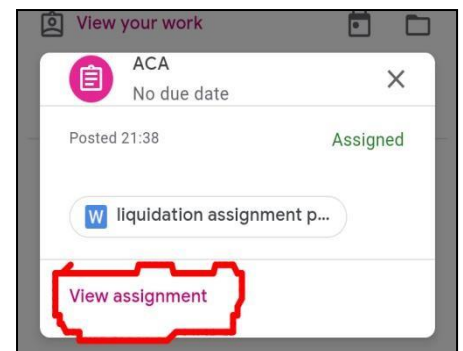 View your work
ACA
No due date
Posted 21:38
Assigned
W liquidation assignment p...
View assignment